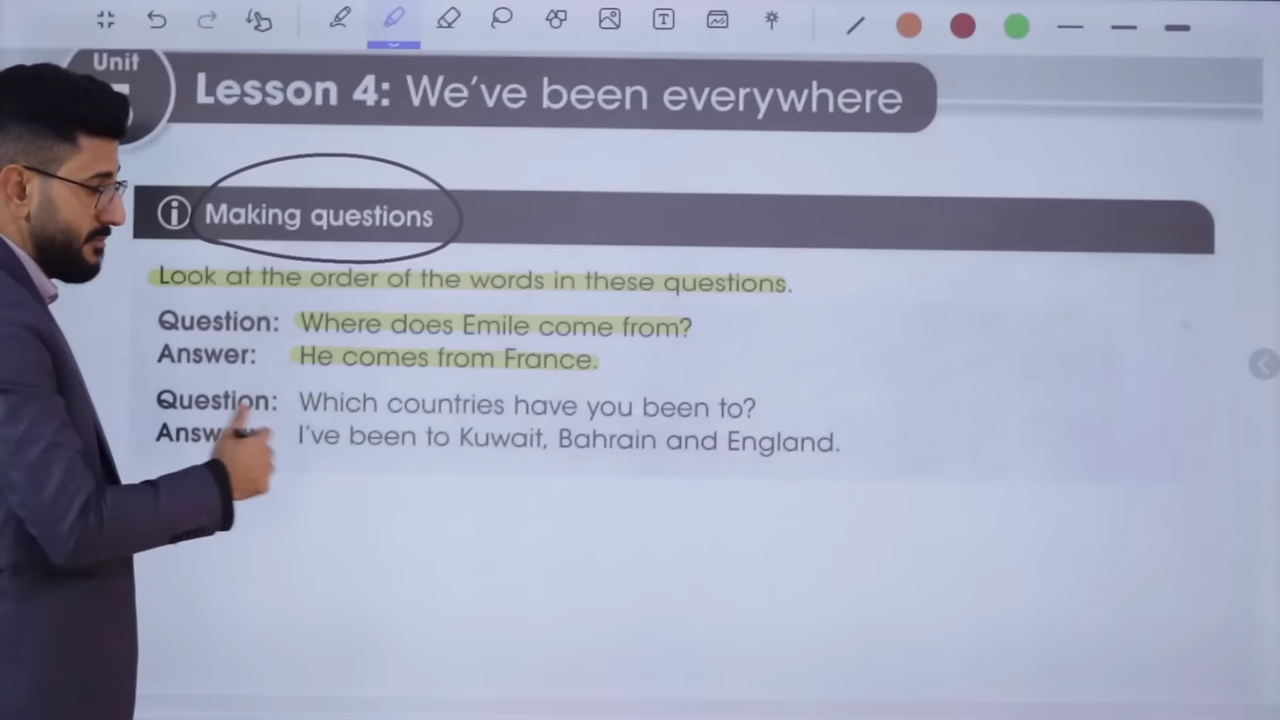 Unit
Lesson 4: We've been everywhere
Making questions
Look at the order of the words in these questions.
Question: Where does Emile come from?
Answer: He comes from France.
Question: Which countries have you been to?
I've been to Kuwait, Bahrain and England.